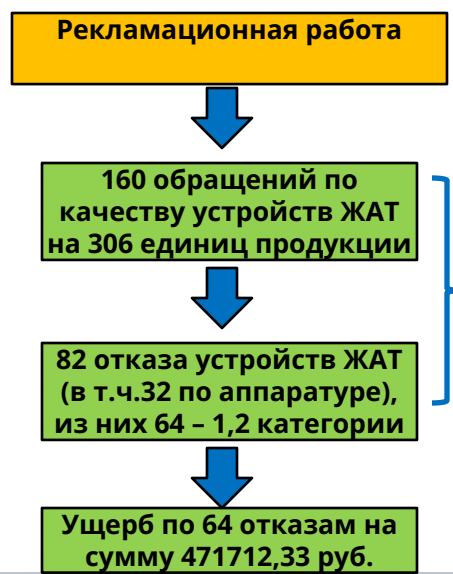 Рекламационная работа
160 обращений по
качеству устройств ЖАТ
на 306 единиц продукции
82 отказа устройств ЖАТ
(в т.ч.32 по аппаратуре),
из них 64 – 1,2 категории
Ущерб по 64 отказам на
сумму 471712,33 руб.